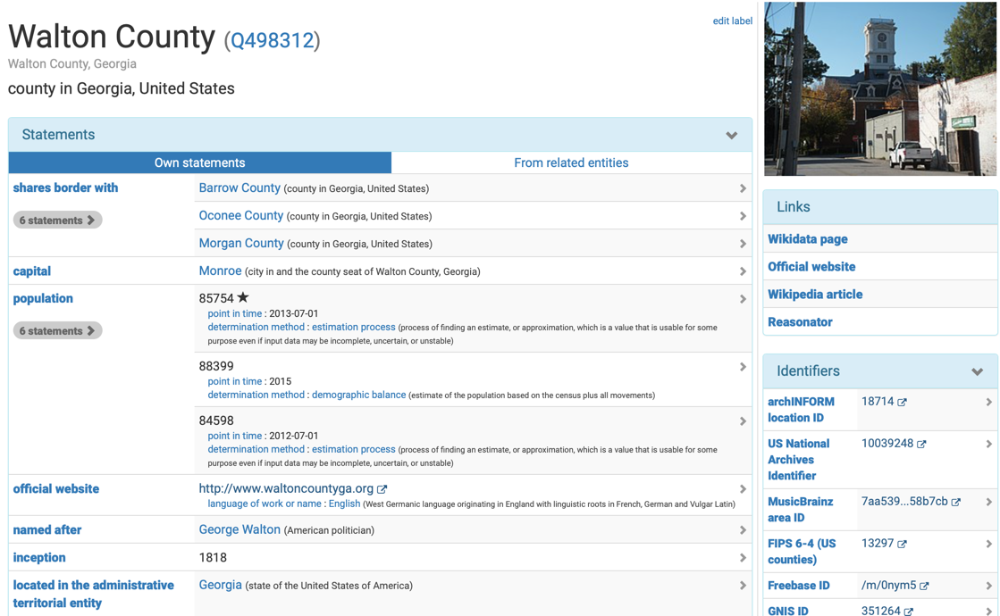 Walton County (Q498312)
edit label
Walton County, Georgia
county in Georgia, United States
Statements
Own statements
From related entities
shares border with
6 statements
Barrow County (county in Georgia, United States)
Oconee County (county in Georgia, United States)
Morgan County (county in Georgia, United States)
capital
Monroe (city in and the county seat of Walton County, Georgia)
population
6 statements
85754 ★
point in time : 2013-07-01
determination method : estimation process (process of finding an estimate, or approximation, which is a value that is usable for some
purpose even if input data may be incomplete, uncertain, or unstable)
88399
point in time : 2015
determination method : demographic balance (estimate of the population based on the census plus all movements)
84598
point in time : 2012-07-01
determination method : estimation process (process of finding an estimate, or approximation, which is a value that is usable for some
purpose even if input data may be incomplete, uncertain, or unstable)
official website
http://www.waltoncountyga.org
language of work or name : English (West Germanic language originating in England with linguistic roots in French, German and Vulgar Latin)
named after
George Walton (American politician)
inception
1818
located in the administrative
territorial entity
Georgia (state of the United States of America)
Links
Wikidata page
Official website
Wikipedia article
Reasonator
Identifiers
archINFORM
location ID
18714
US National
Archives
Identifier
10039248
MusicBrainz
area ID
7aa539...58b7cb
FIPS 6-4 (US
counties)
13297
Freebase ID
/m/0nym5
GNIS ID
351264